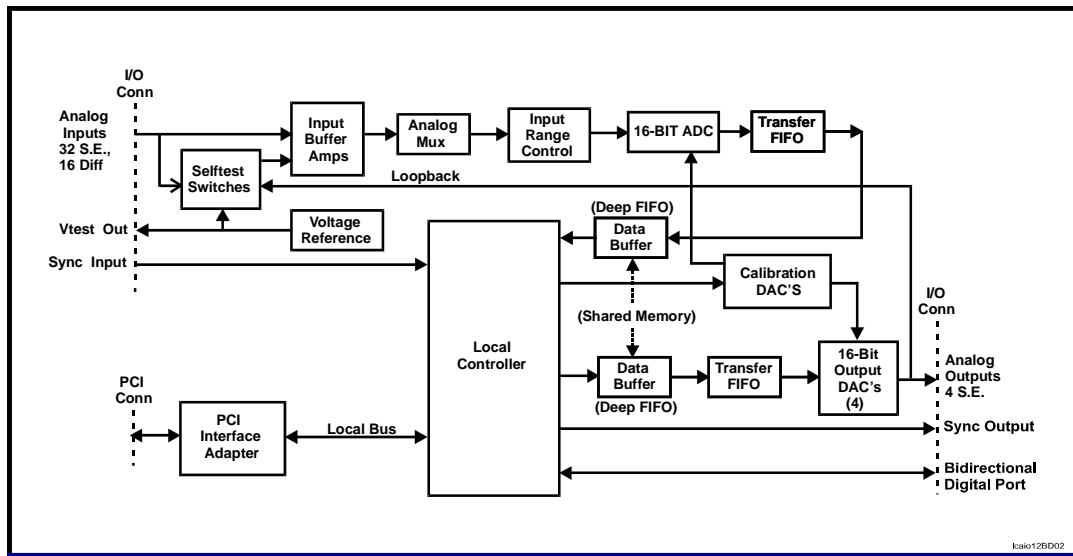 I/O
Conn
Analog
Inputs
32 S.E.,
16 Diff
Input
Buffer
Amps
Analog
Mux
Input
Range
Control
16-BIT ADC
Transfer
FIFO
Selftest
Switches
Loopback
Vtest Out
Voltage
Reference
(Deep FIFO)
Data
Buffer
Sync Input
Calibration
DAC'S
I/O
Conn
(Shared Memory)
Local
Controller
Data
Buffer
(Deep FIFO)
Transfer
FIFO
16-Bit
Output
DAC's
(4)
Analog
Outputs
4 S.E.
PCI
Conn
PCI
Interface
Adapter
Local Bus
Sync Output
Bidirectional
Digital Port
lcaio12BD02